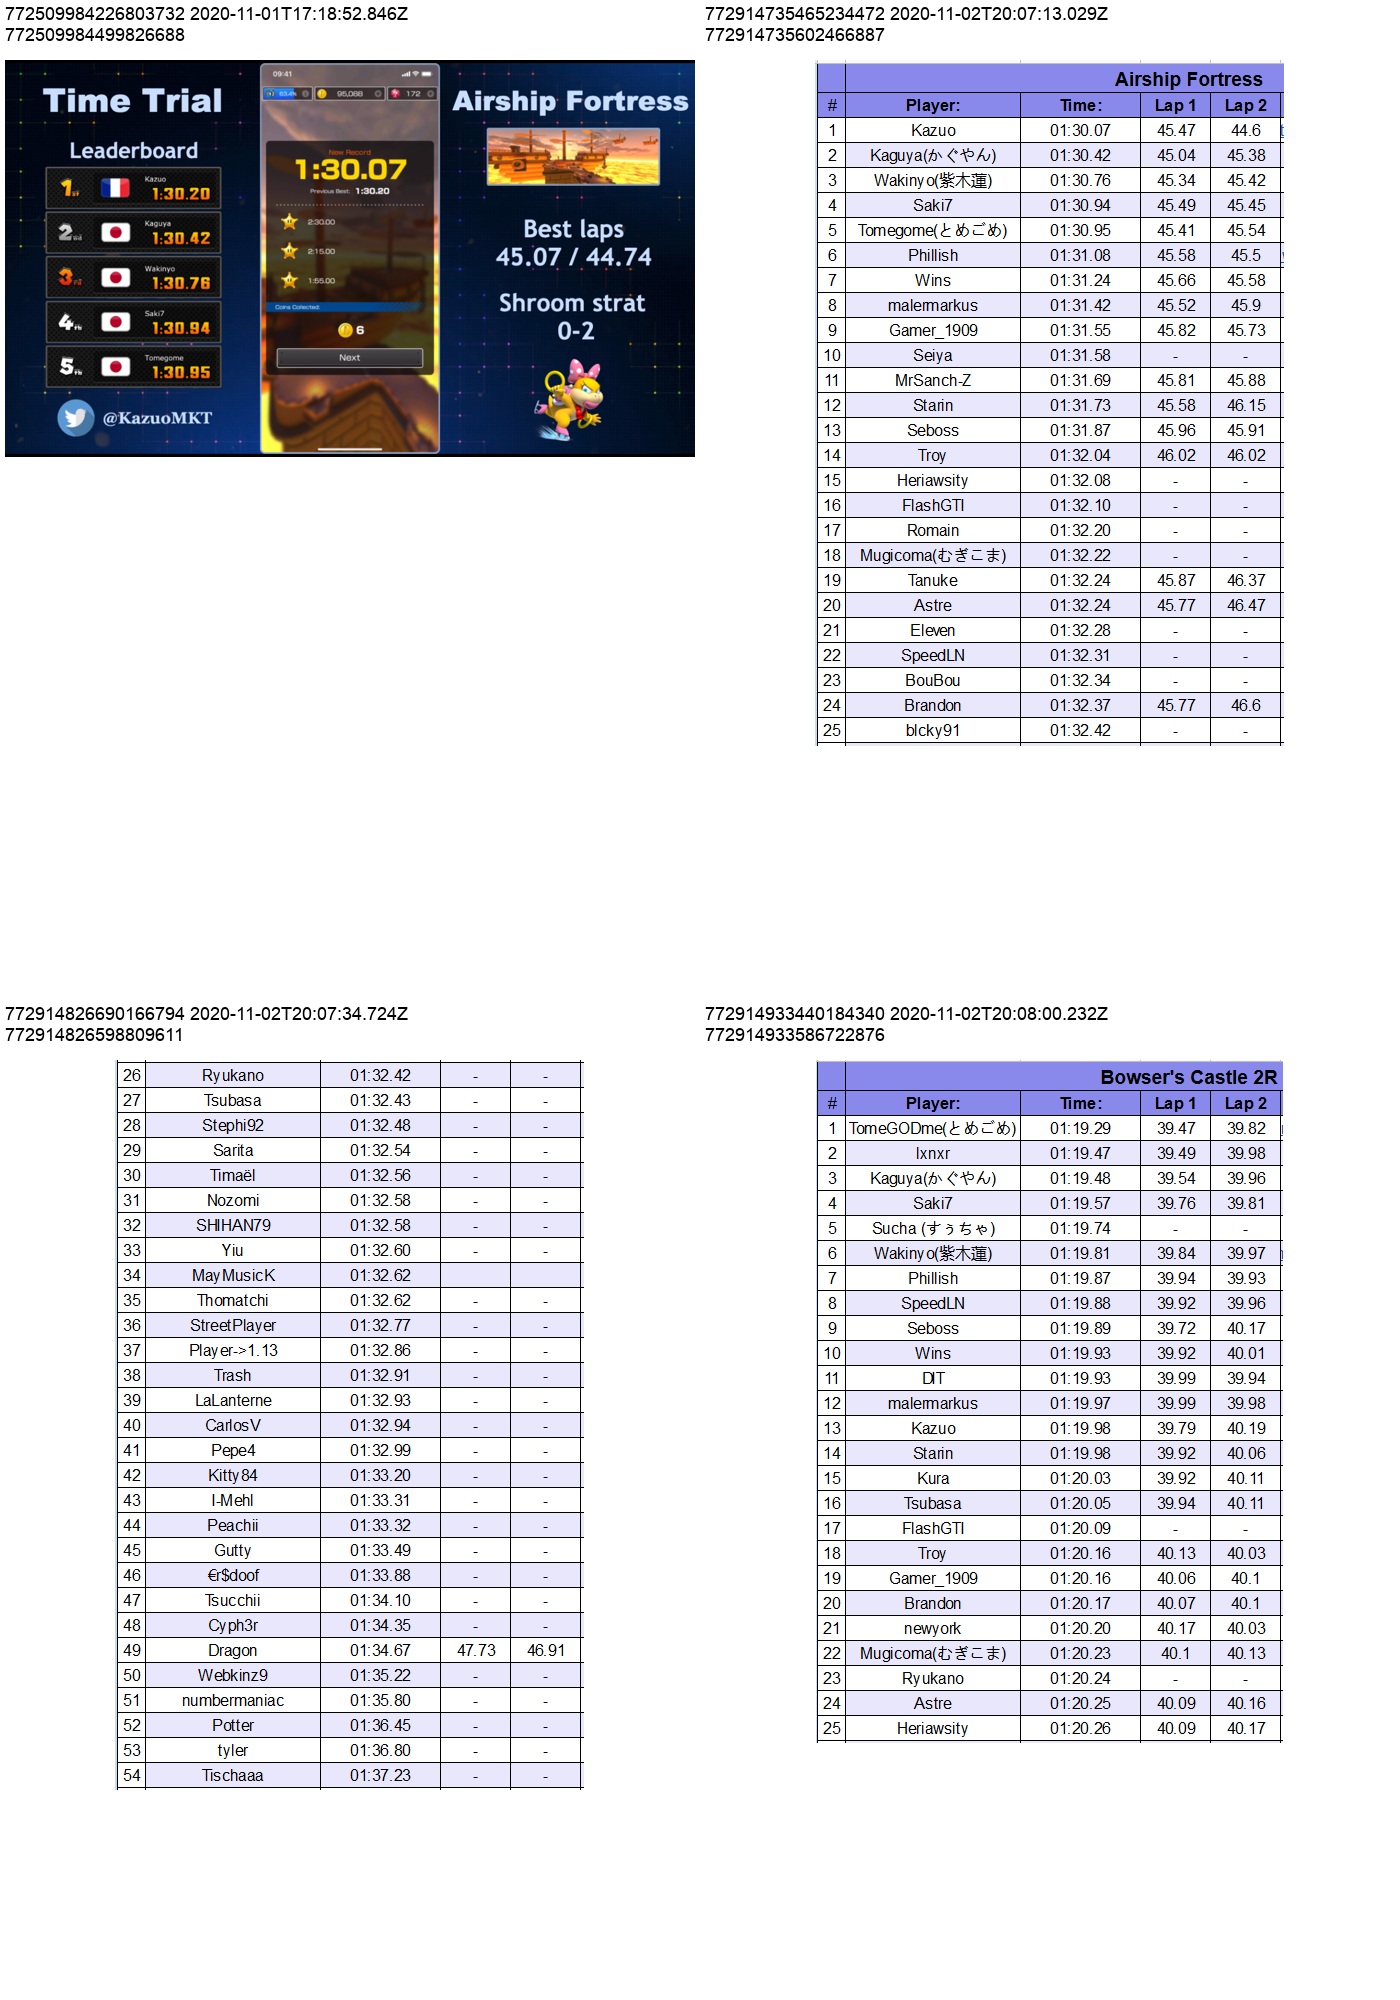 772509984226803732 2020-11-01T17:18:52.846Z
772509984499826688
Time Trial
Leaderboard
1ST Kazuo 1:30.20
2ND Kaguya 1:30.42
3RD Wakinyo 1:30.76
4TH Saki7 1:30.94
5TH Tomegome 1:30.95
@KazuoMKT
09:41
95,088 172
New Record
1:30.07
Previous Best: 1:30.20
2:30.00
2:15.00
1:55.00
Coins Collected:
6
Next
Airship Fortress
Best laps
45.07 / 44.74
Shroom strat
0-2
772914735465234472 2020-11-02T20:07:13.029Z
772914735602466887
Airship Fortress
# Player: Time: Lap 1 Lap 2
1 Kazuo 01:30.07 45.47 44.6
2 Kaguya(かぐやん) 01:30.42 45.04 45.38
3 Wakinyo(紫木蓮) 01:30.76 45.34 45.42
4 Saki7 01:30.94 45.49 45.45
5 Tomegome(とめごめ) 01:30.95 45.41 45.54
6 Phillish 01:31.08 45.58 45.5
7 Wins 01:31.24 45.66 45.58
8 malermarkus 01:31.42 45.52 45.9
9 Gamer_1909 01:31.55 45.82 45.73
10 Seiya 01:31.58 - -
11 MrSanch-Z 01:31.69 45.81 45.88
12 Starin 01:31.73 45.58 46.15
13 Seboss 01:31.87 45.96 45.91
14 Troy 01:32.04 46.02 46.02
15 Heriawsity 01:32.08 - -
16 FlashGTI 01:32.10 - -
17 Romain 01:32.20 - -
18 Mugicoma(むぎこま) 01:32.22 - -
19 Tanuke 01:32.24 45.87 46.37
20 Astre 01:32.24 45.77 46.47
21 Eleven 01:32.28 - -
22 SpeedLN 01:32.31 - -
23 BouBou 01:32.34 - -
24 Brandon 01:32.37 45.77 46.6
25 blcky91 01:32.42 - -
772914826690166794 2020-11-02T20:07:34.724Z
772914826598809611
26 Ryukano 01:32.42 - -
27 Tsubasa 01:32.43 - -
28 Stephi92 01:32.48 - -
29 Sarita 01:32.54 - -
30 Timaël 01:32.56 - -
31 Nozomi 01:32.58 - -
32 SHIHAN79 01:32.58 - -
33 Yiu 01:32.60 - -
34 MayMusicK 01:32.62
35 Thomatchi 01:32.62 - -
36 StreetPlayer 01:32.77 - -
37 Player->1.13 01:32.86 - -
38 Trash 01:32.91 - -
39 LaLanterne 01:32.93 - -
40 CarlosV 01:32.94 - -
41 Pepe4 01:32.99 - -
42 Kitty84 01:33.20 - -
43 I-Mehl 01:33.31 - -
44 Peachii 01:33.32 - -
45 Gutty 01:33.49 - -
46 €r$doof 01:33.88 - -
47 Tsucchii 01:34.10 - -
48 Cyph3r 01:34.35 - -
49 Dragon 01:34.67 47.73 46.91
50 Webkinz9 01:35.22 - -
51 numbermaniac 01:35.80 - -
52 Potter 01:36.45 - -
53 tyler 01:36.80 - -
54 Tischaaa 01:37.23 - -
772914933440184340 2020-11-02T20:08:00.232Z
772914933586722876
Bowser's Castle 2R
# Player: Time: Lap 1 Lap 2
1 TomeGODme(とめごめ) 01:19.29 39.47 39.82
2 lxnxr 01:19.47 39.49 39.98
3 Kaguya(かぐやん) 01:19.48 39.54 39.96
4 Saki7 01:19.57 39.76 39.81
5 Sucha (すぅちゃ) 01:19.74 - -
6 Wakinyo(紫木蓮) 01:19.81 39.84 39.97
7 Phillish 01:19.87 39.94 39.93
8 SpeedLN 01:19.88 39.92 39.96
9 Seboss 01:19.89 39.72 40.17
10 Wins 01:19.93 39.92 40.01
11 DIT 01:19.93 39.99 39.94
12 malermarkus 01:19.97 39.99 39.98
13 Kazuo 01:19.98 39.79 40.19
14 Starin 01:19.98 39.92 40.06
15 Kura 01:20.03 39.92 40.11
16 Tsubasa 01:20.05 39.94 40.11
17 FlashGTI 01:20.09 - -
18 Troy 01:20.16 40.13 40.03
19 Gamer_1909 01:20.16 40.06 40.1
20 Brandon 01:20.17 40.07 40.1
21 newyork 01:20.20 40.17 40.03
22 Mugicoma(むぎこま) 01:20.23 40.1 40.13
23 Ryukano 01:20.24 - -
24 Astre 01:20.25 40.09 40.16
25 Heriawsity 01:20.26 40.09 40.17